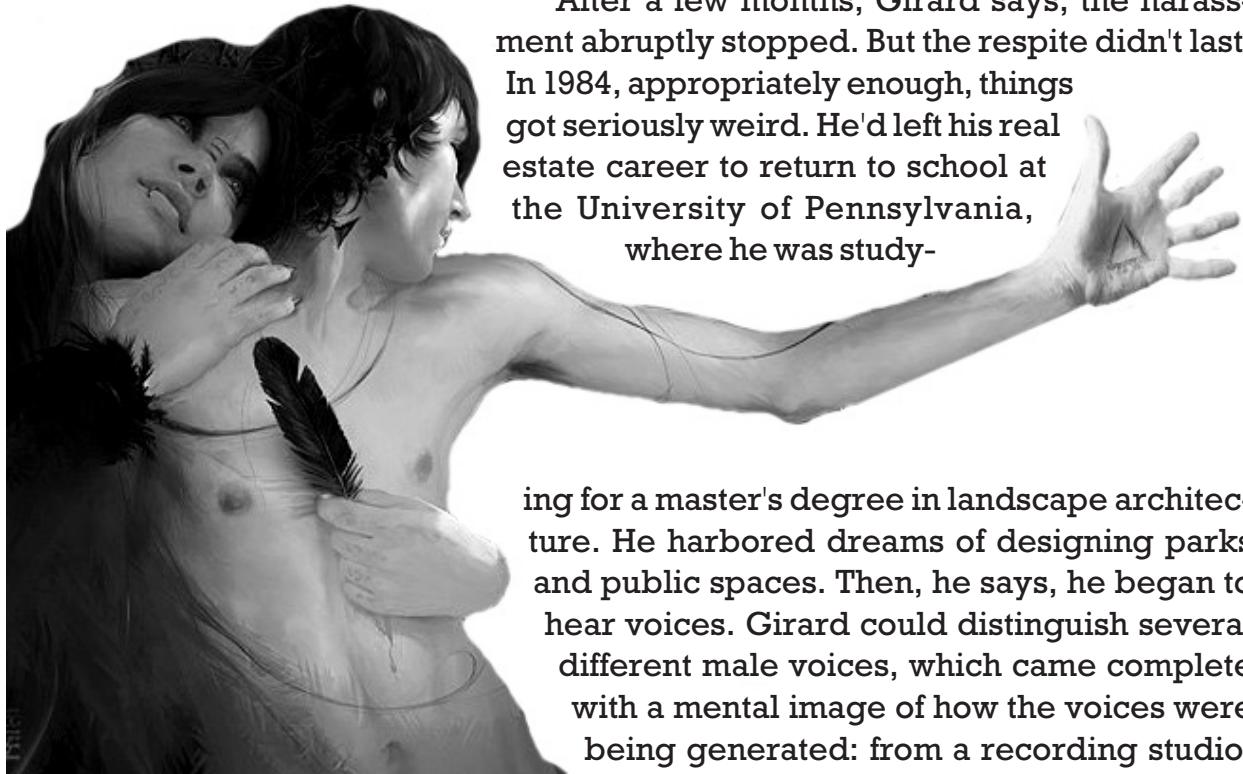 After a few months, Girard says, the harass-
ment abruptly stopped. But the respite didn't last
In 1984, appropriately enough, things
got seriously weird. He'd left his real
estate career to return to school at
the University of Pennsylvania,
where he was study-
ing for a master's degree in landscape architec-
ture. He harbored dreams of designing parks
and public spaces. Then, he says, he began to
hear voices. Girard could distinguish several
different male voices, which came complete
with a mental image of how the voices were
being generated: from a recording studio